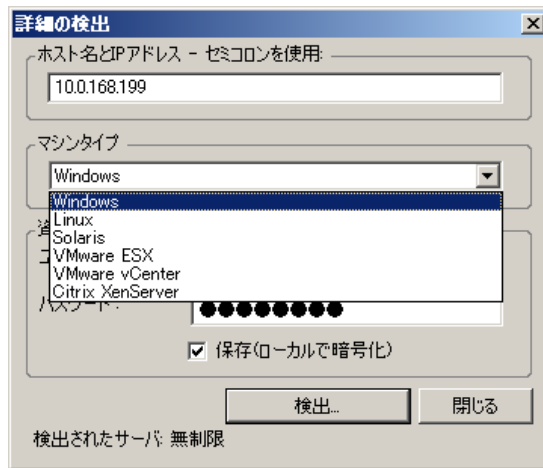 詳細の検出
ホスト名とIPアドレス - セミコロンを使用:
10.0.168.199
マシンタイプ
Windows
Windows
Linux
Solaris
VMware ESX
VMware vCenter
Citrix XenServer
パスワード:
●●●●●●●●
保存(ローカルで暗号化)
検出... 閉じる
検出されたサーバ: 無制限